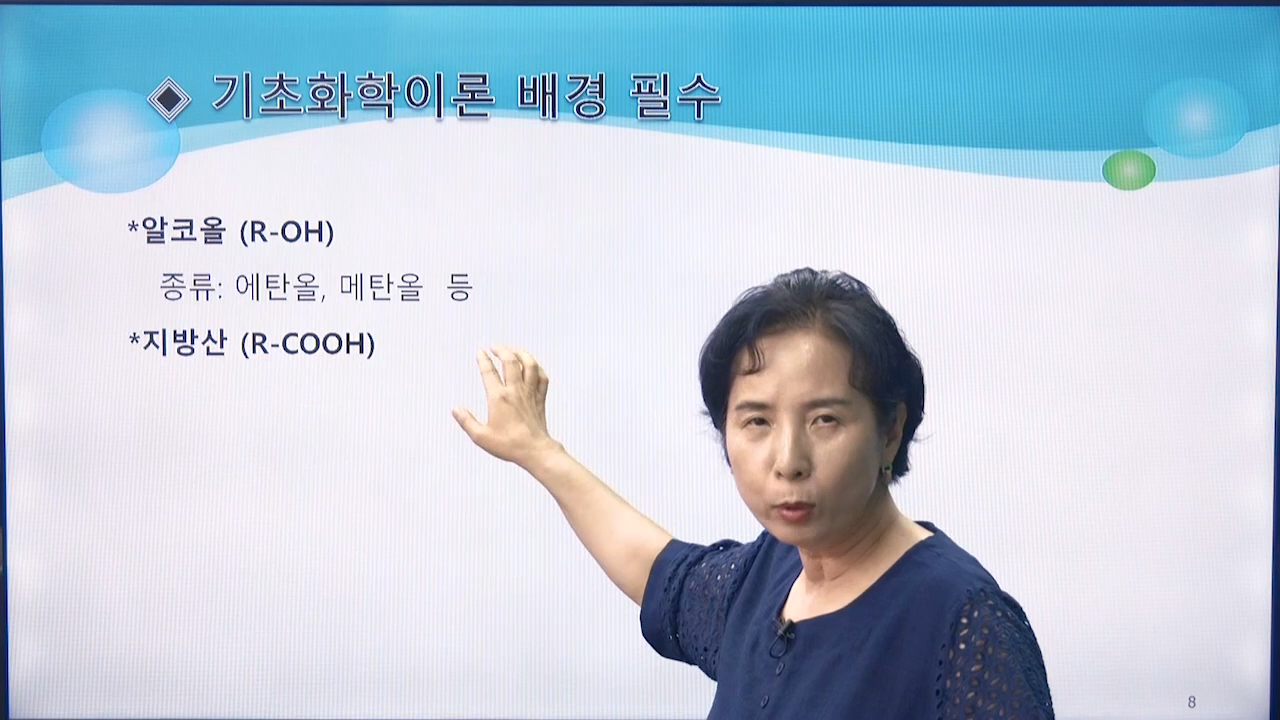 ◈ 기초화학이론 배경 필수
*알코올 (R-OH)
종류: 에탄올, 메탄올 등
*지방산 (R-COOH)
8